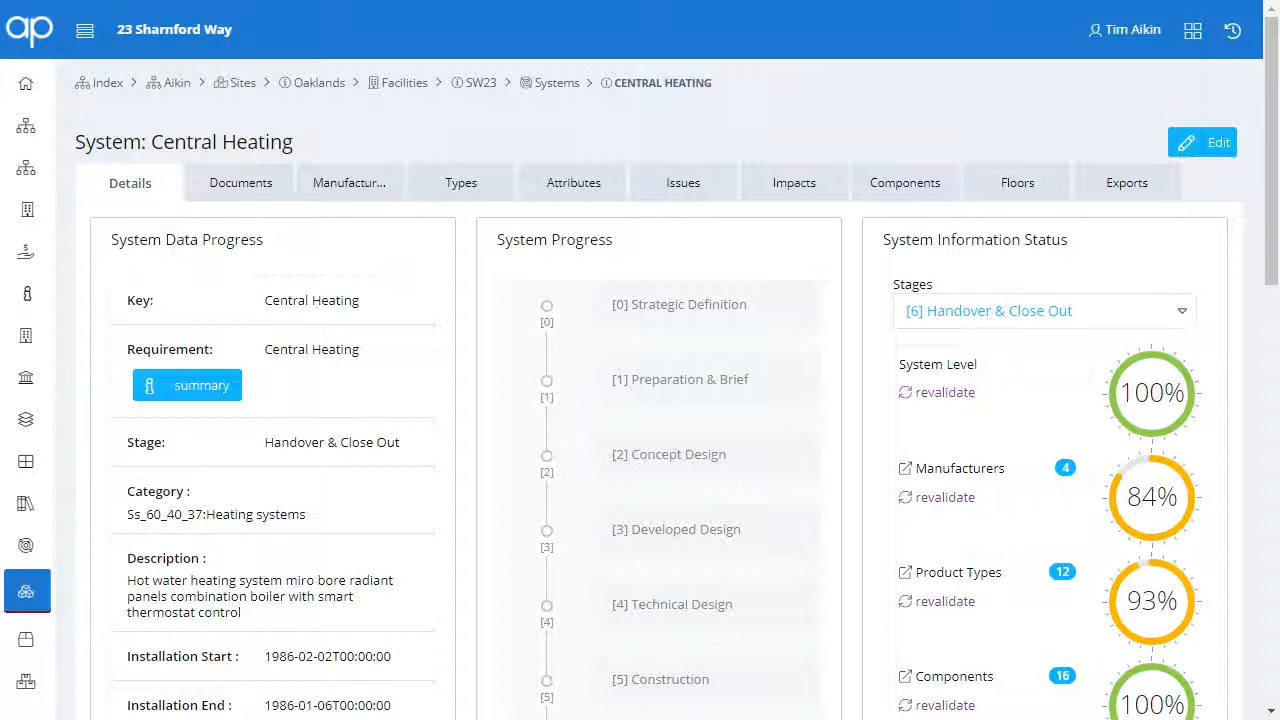 ap
23 Sharnford Way
Tim Aikin
Index > Aikin > Sites > Oaklands > Facilities > SW23 > Systems > CENTRAL HEATING
System: Central Heating
Edit
Details Documents Manufactur... Types Attributes Issues Impacts Components Floors Exports
System Data Progress
Key: Central Heating
Requirement: Central Heating
summary
Stage: Handover & Close Out
Category :
Ss_60_40_37:Heating systems
Description :
Hot water heating system miro bore radiant
panels combination boiler with smart
thermostat control
Installation Start : 1986-02-02T00:00:00
Installation End : 1986-01-06T00:00:00
System Progress
[0] Strategic Definition
[0]
[1] Preparation & Brief
[1]
[2] Concept Design
[2]
[3] Developed Design
[3]
[4] Technical Design
[4]
[5] Construction
[5]
System Information Status
Stages
[6] Handover & Close Out
System Level
revalidate
100%
Manufacturers 4
revalidate
84%
Product Types 12
revalidate
93%
Components 16
revalidate
100%